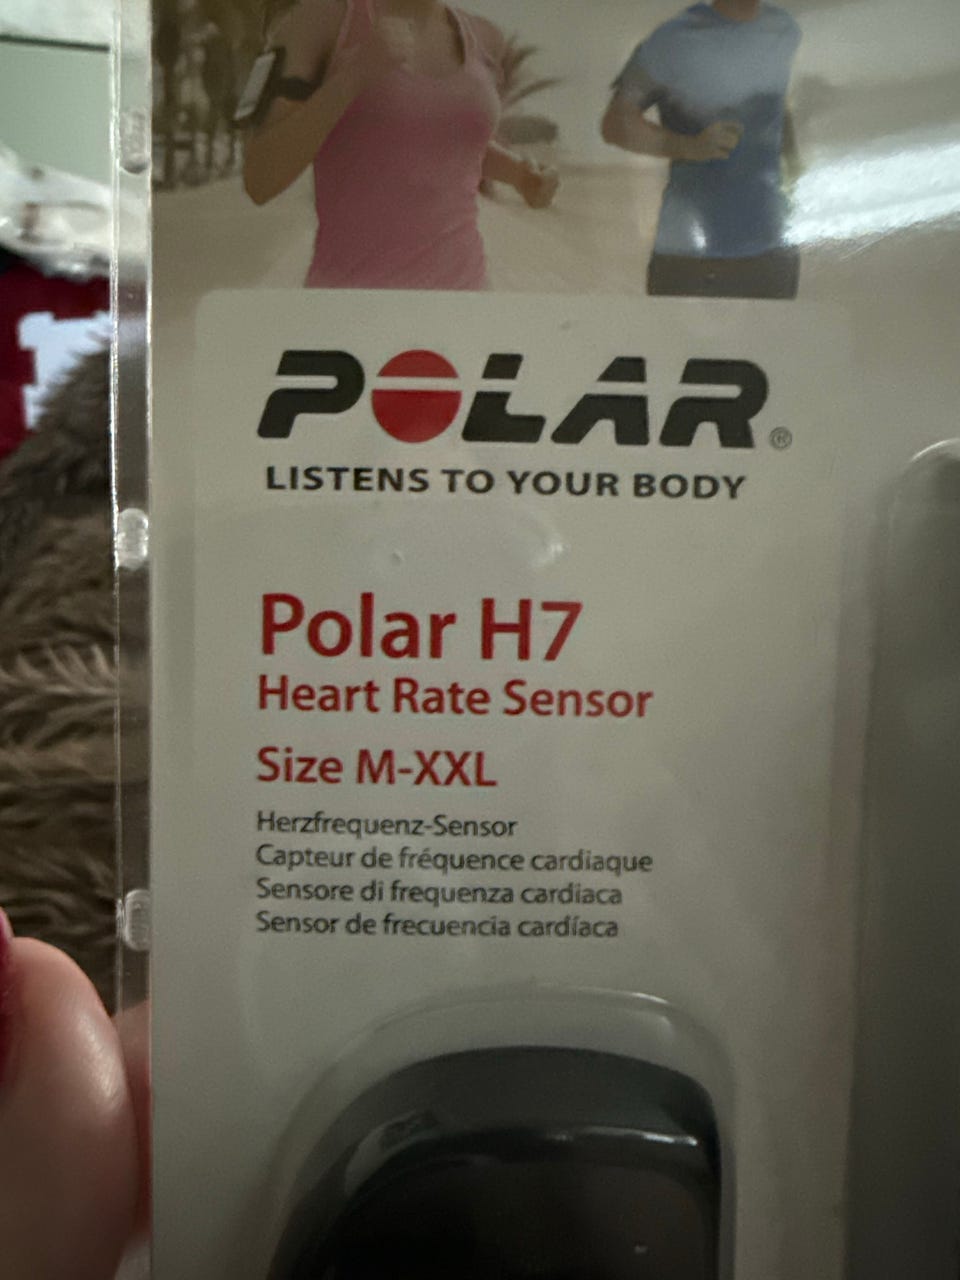 POLAR®
LISTENS TO YOUR BODY
Polar H7
Heart Rate Sensor
Size M-XXL
Herzfrequenz-Sensor
Capteur de fréquence cardiaque
Sensore di frequenza cardiaca
Sensor de frecuencia cardíaca